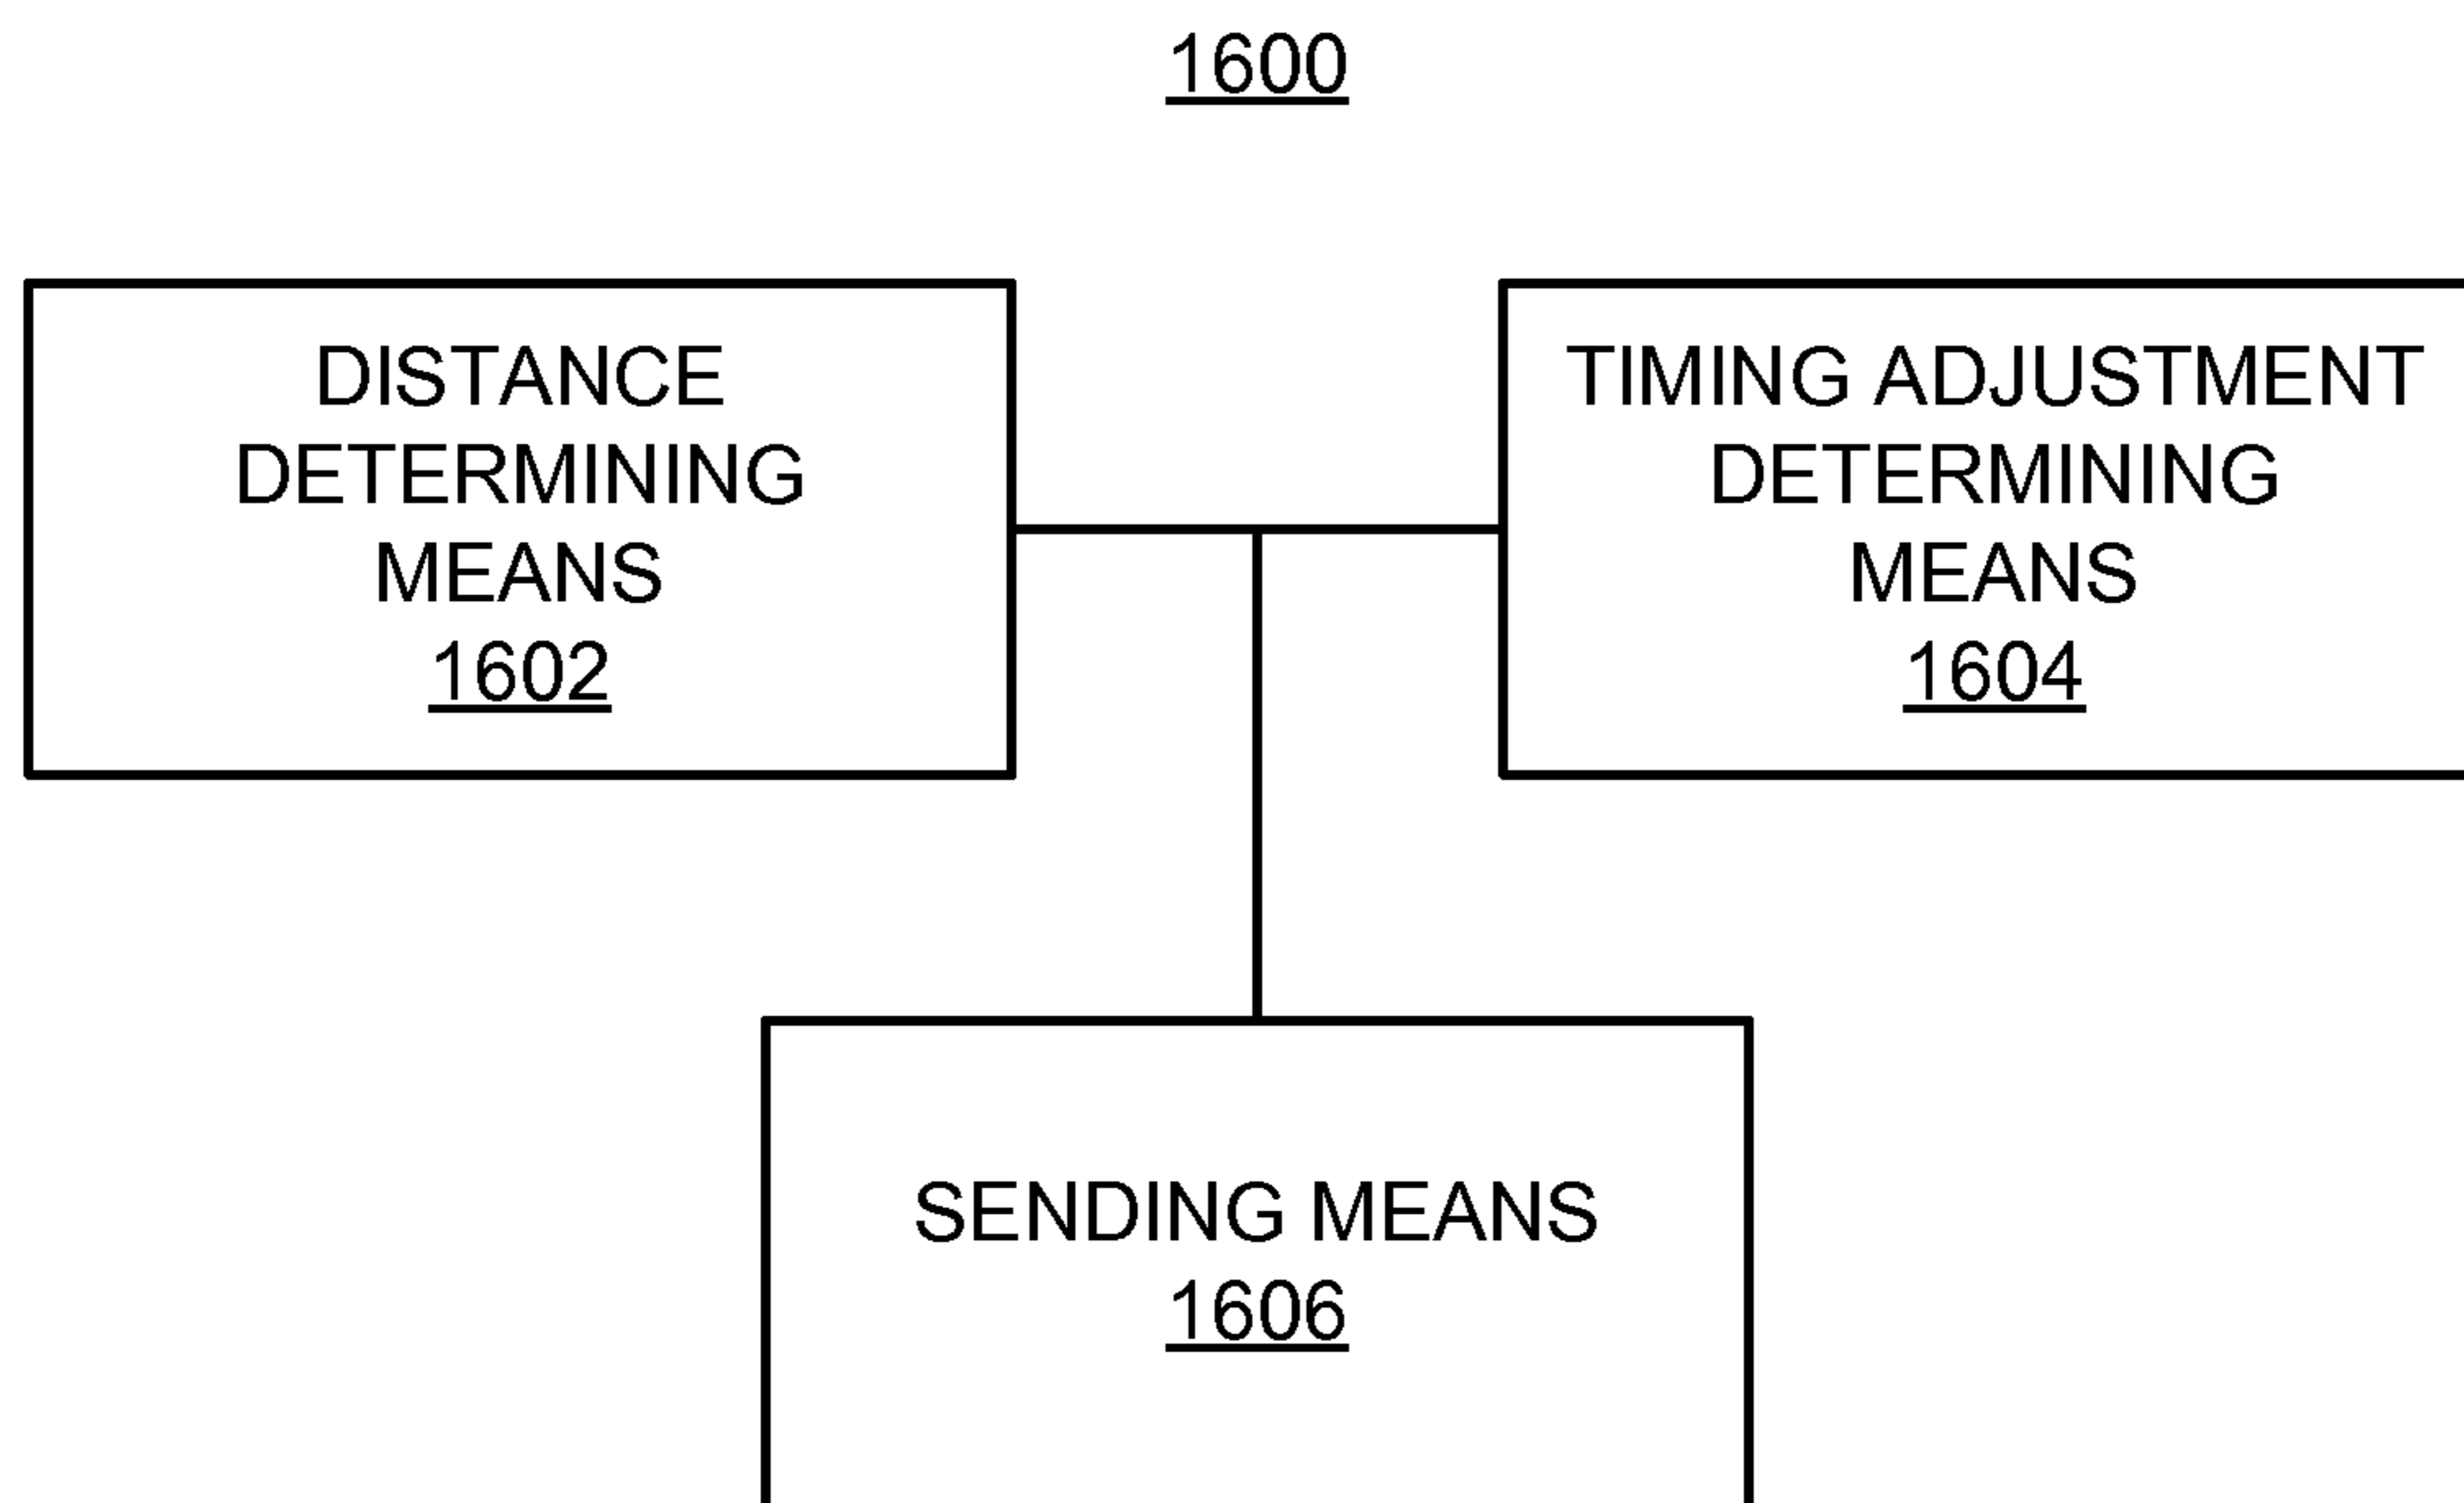 1600
DISTANCE
DETERMINING
MEANS
1602
TIMING ADJUSTMENT
DETERMINING
MEANS
1604
SENDING MEANS
1606